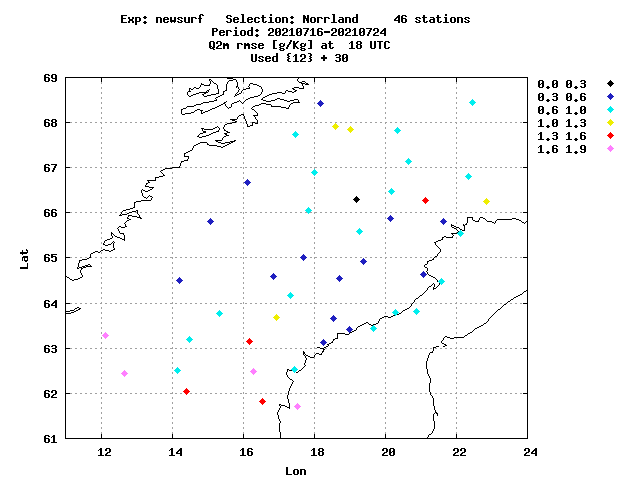 Exp: newsurf   Selection: Norrland     46 stations
Period: 20210716-20210724
Q2m rmse [g/Kg] at  18 UTC
Used {12} + 30
0.0 0.3
0.3 0.6
0.6 1.0
1.0 1.3
1.3 1.6
1.6 1.9
69
68
67
66
65
64
63
62
61
Lat
12 14 16 18 20 22 24
Lon